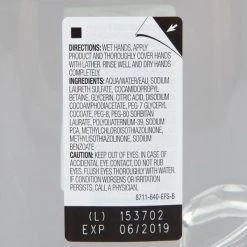 DIRECTIONS: WET HANDS, APPLY
PRODUCT AND THOROUGHLY COVER HANDS
WITH LATHER. RINSE WELL AND DRY HANDS
COMPLETELY.
INGREDIENTS: AQUA/WATER/EAU, SODIUM
LAURETH SULFATE, COCAMIDOPROPYL
BETAINE, GLYCERIN, CITRIC ACID, DISODIUM
COCOAMPHODIACETATE, PEG-7 GLYCERYL
COCOATE, PEG-8, PEG-80 SORBITAN
LAURATE, POLYQUATERNIUM-39, SODIUM
PCA, METHYLCHLOROISOTHIAZOLINONE,
METHYLISOTHIAZOLINONE, SODIUM
BENZOATE
CAUTION: KEEP OUT OF EYES. IN CASE OF
ACCIDENTAL EYE CONTACT, DO NOT RUB
EYES. FLUSH EYES THOROUGHLY WITH WATER.
IF CONDITION WORSENS OR IRRITATION
PERSISTS, CALL A PHYSICIAN.
8711-640-EFS-B
(L) 153702
EXP 06/2019